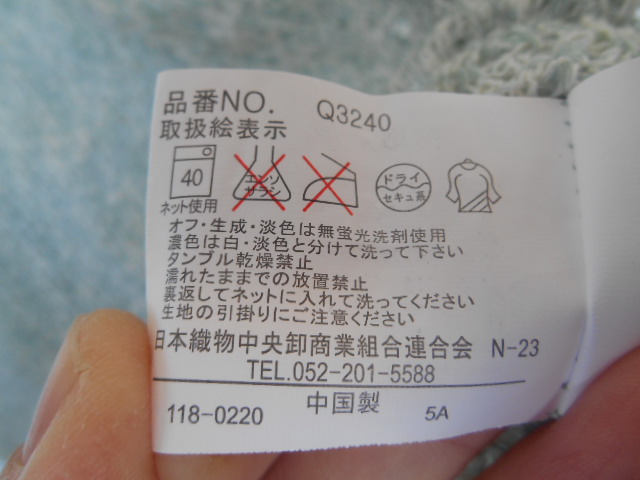 品番NO. Q3240
取扱絵表示
40
ネット使用
エンソ
サラシ
ドライ
セキユ系
オフ・生成・淡色は無蛍光洗剤使用
濃色は白・淡色と分けて洗って下さい
タンブル乾燥禁止
濡れたままでの放置禁止
裏返してネットに入れて洗ってください
生地の引掛りにご注意ください
日本織物中央卸商業組合連合会 N-23
TEL.052-201-5588
118-0220 中国製 5A